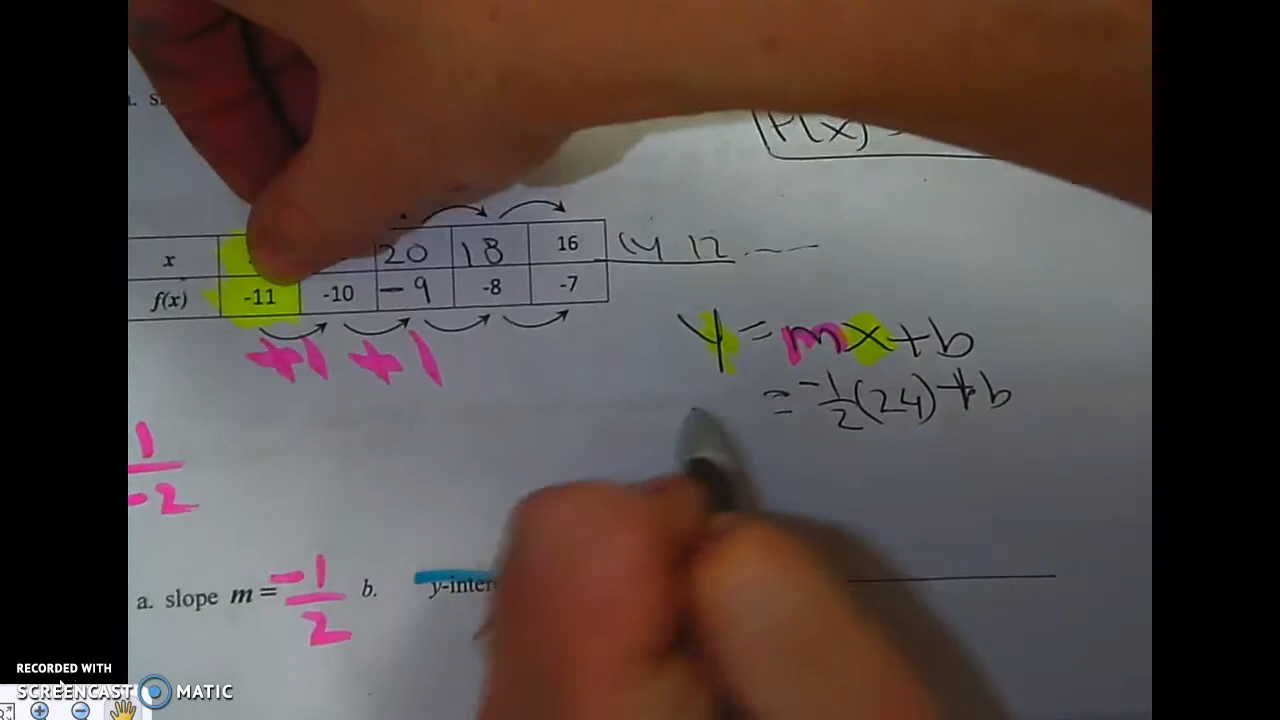 P(x)
x 20 18 16 14 12
f(x) -11 -10 -9 -8 -7
+1 +1
y = mx + b
= -1/2 (24) + b
1/-2
a. slope m = -1/2 b.
RECORDED WITH
SCREENCAST MATIC